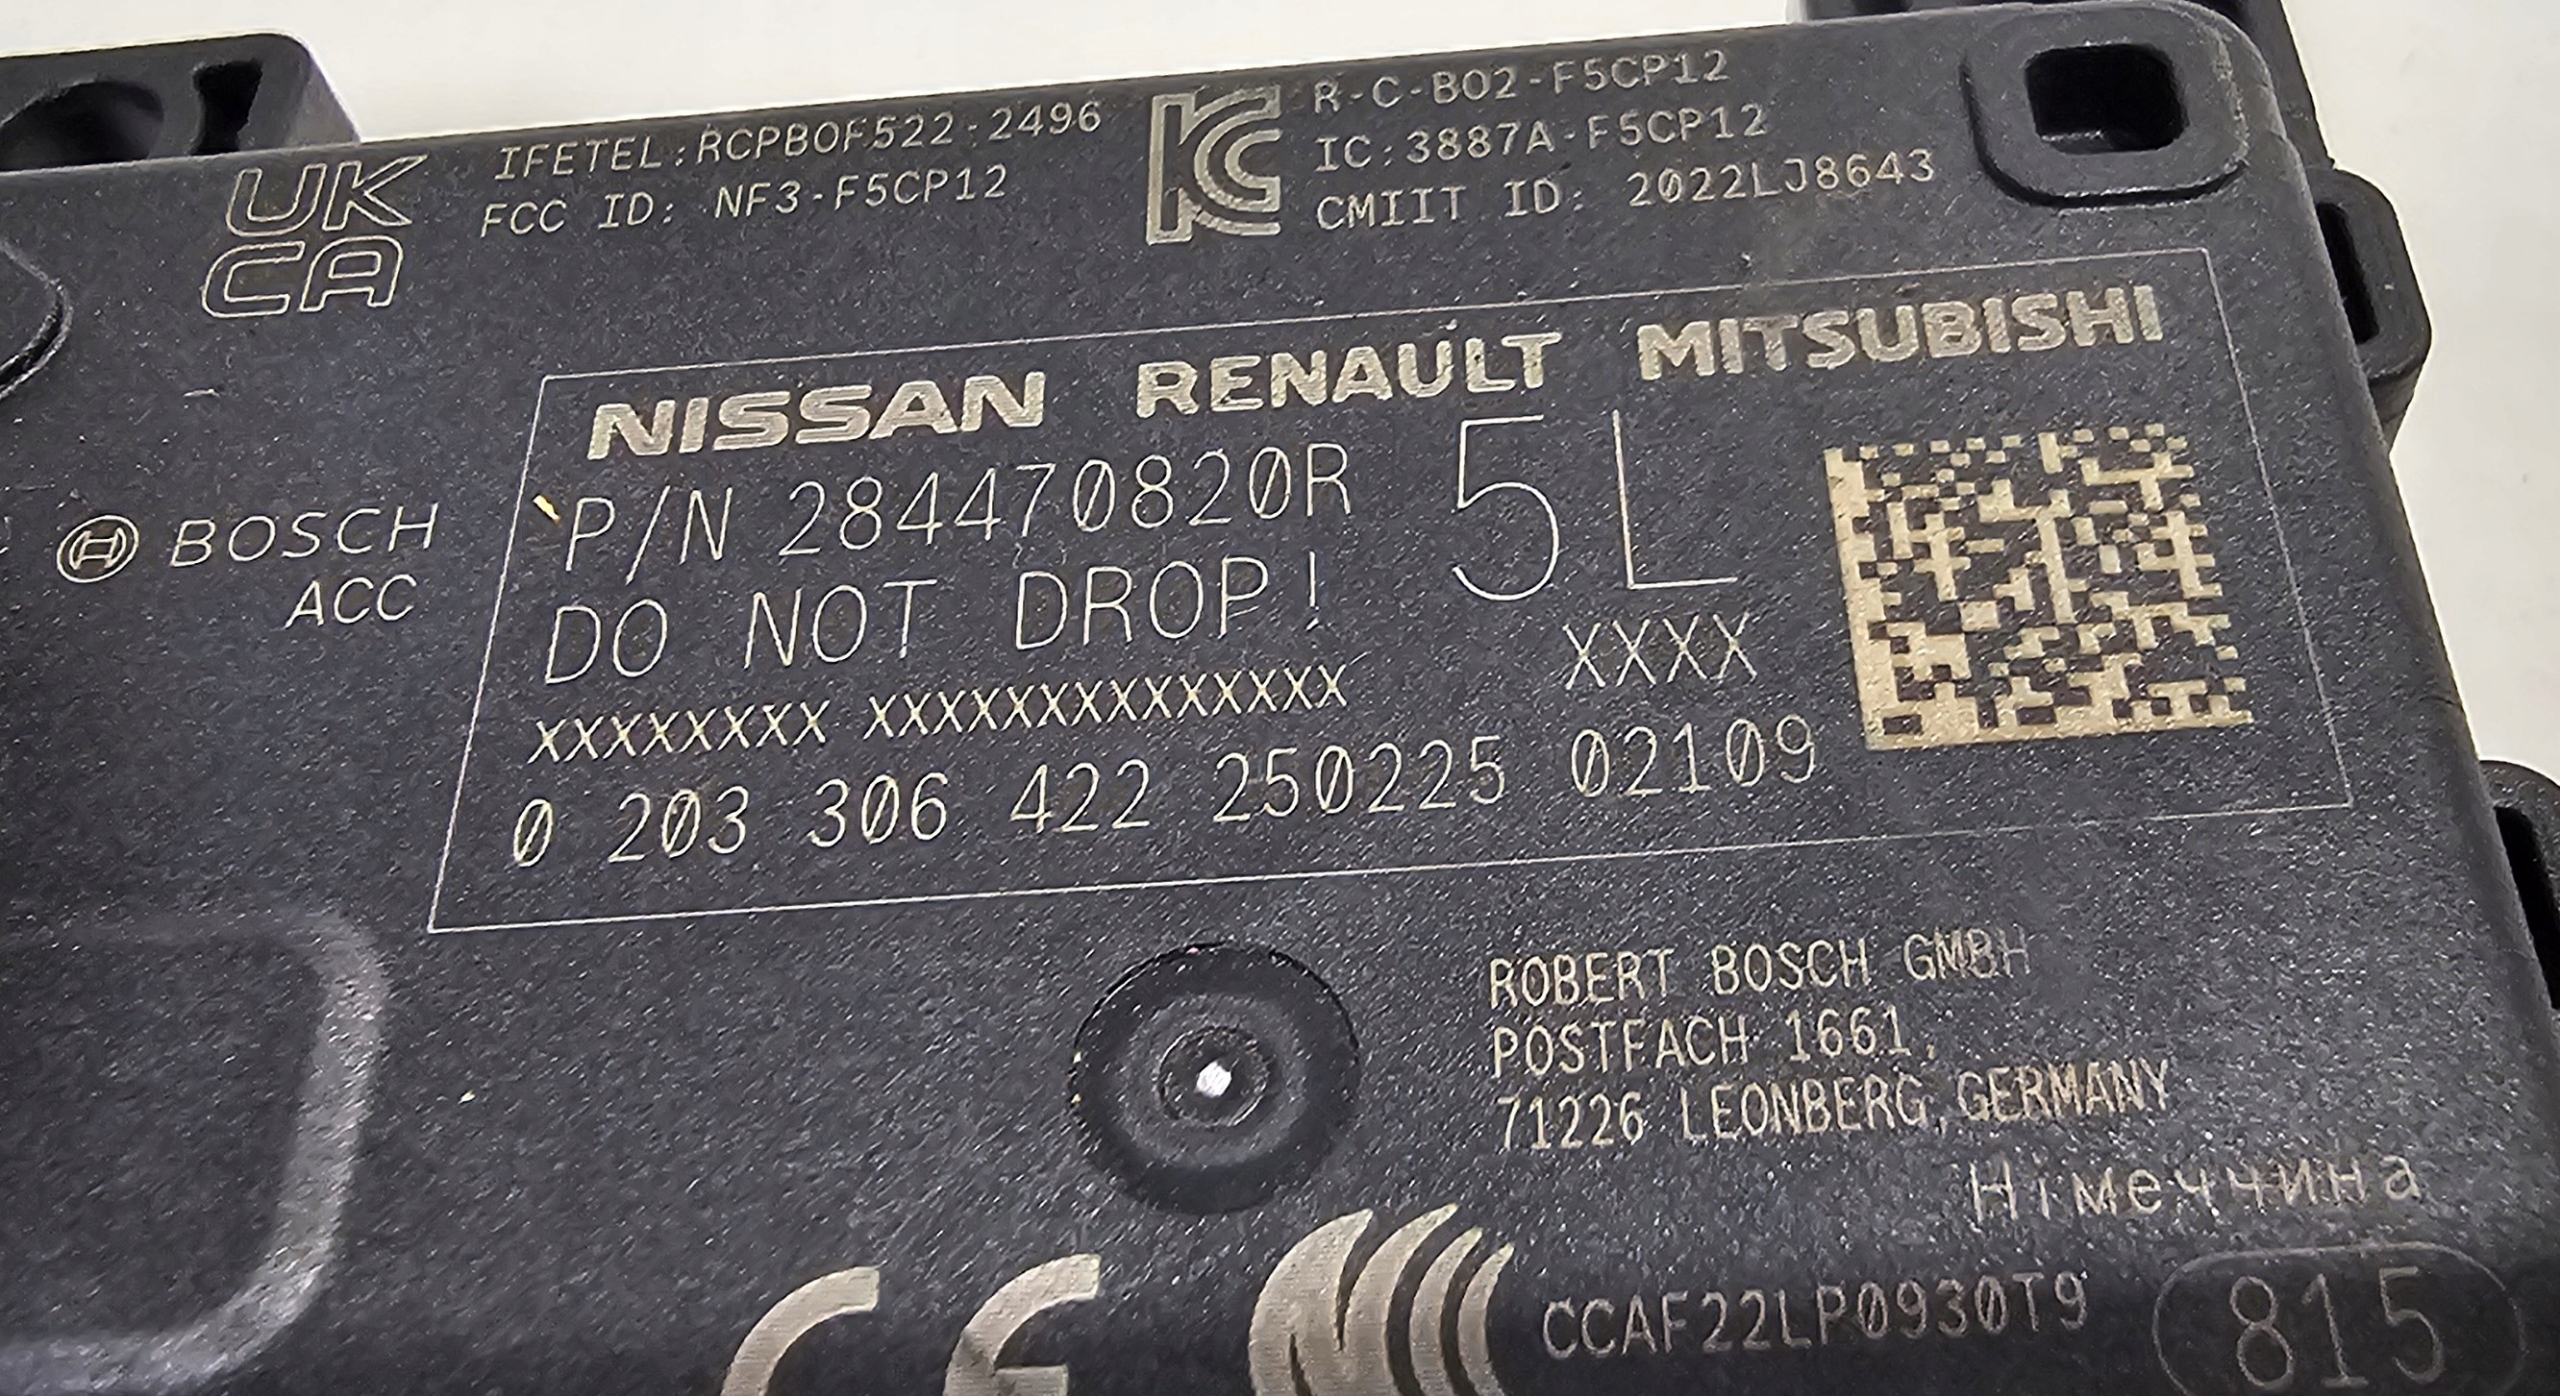 UK
CA
IFETEL:RCPBOF522-2496
FCC ID: NF3-F5CP12
R-C-BO2-F5CP12
IC:3887A-F5CP12
CMIIT ID: 2022LJ8643
BOSCH
ACC
NISSAN RENAULT MITSUBISHI
P/N 284470820R 5L
DO NOT DROP!
XXXX
XXXXXXXX XXXXXXXXXXXXXX
0 203 306 422 250225 02109
ROBERT BOSCH GMBH
POSTFACH 1661,
71226 LEONBERG, GERMANY
Німеччина
CE
CCAF22LP0930T9
815